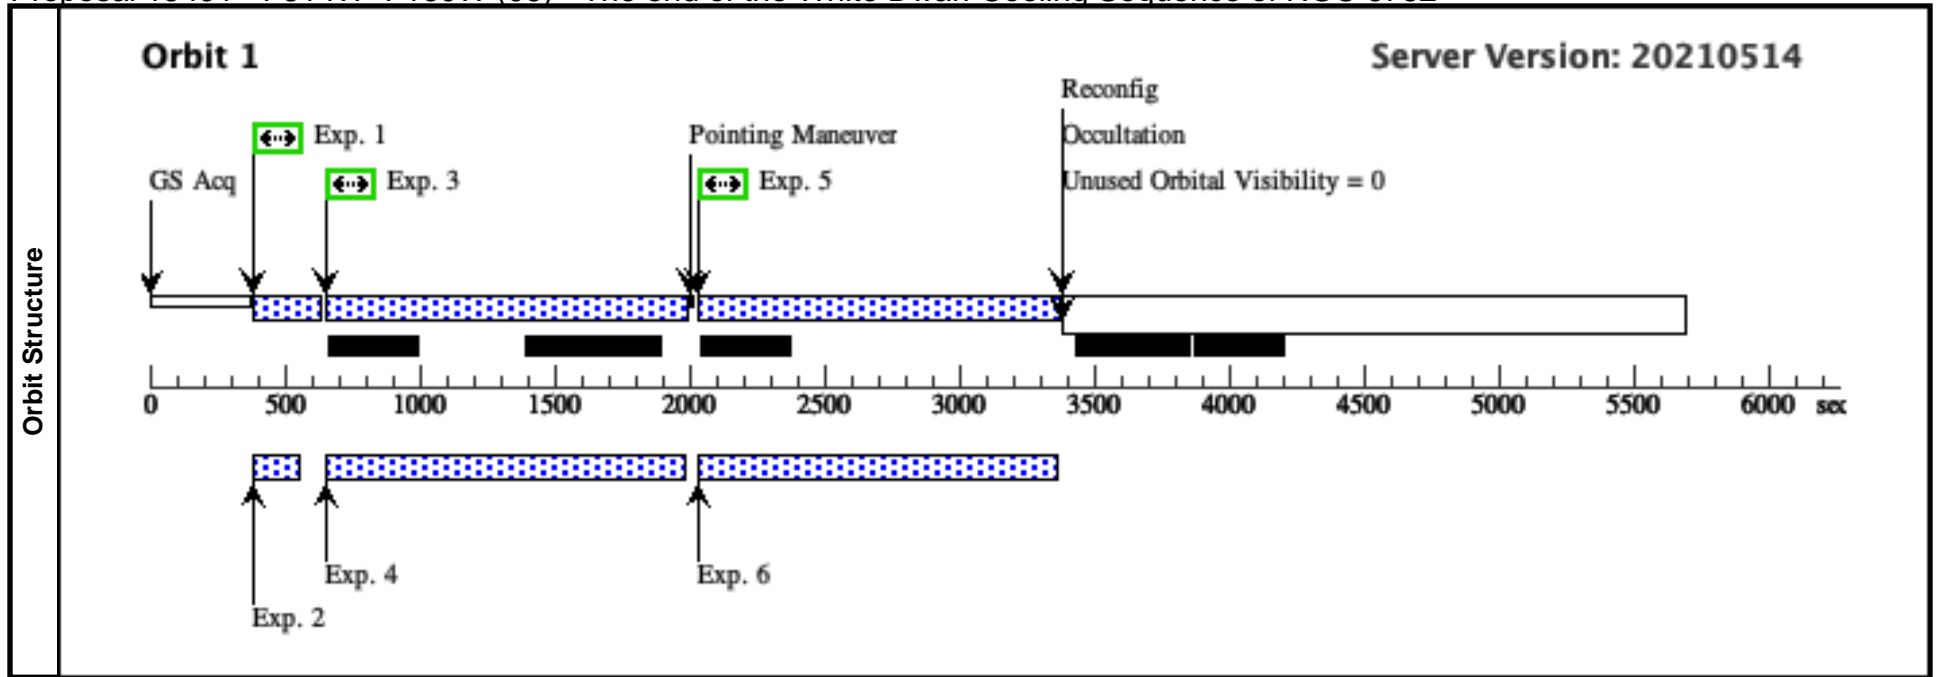 Orbit 1
Server Version: 20210514
Reconfig
Exp. 1
Pointing Maneuver
Occultation
GS Acq
Exp. 3
Exp. 5
Unused Orbital Visibility = 0
Orbit Structure
0 500 1000 1500 2000 2500 3000 3500 4000 4500 5000 5500 6000 sec
Exp. 4
Exp. 6
Exp. 2